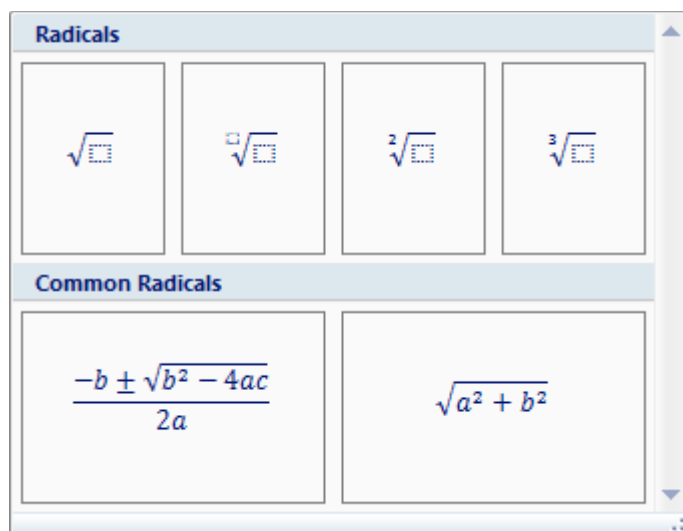 Radicals
√⬚ ⬚√⬚ ²√⬚ ³√⬚
Common Radicals
(−b ± √(b² − 4ac))/2a √(a² + b²)